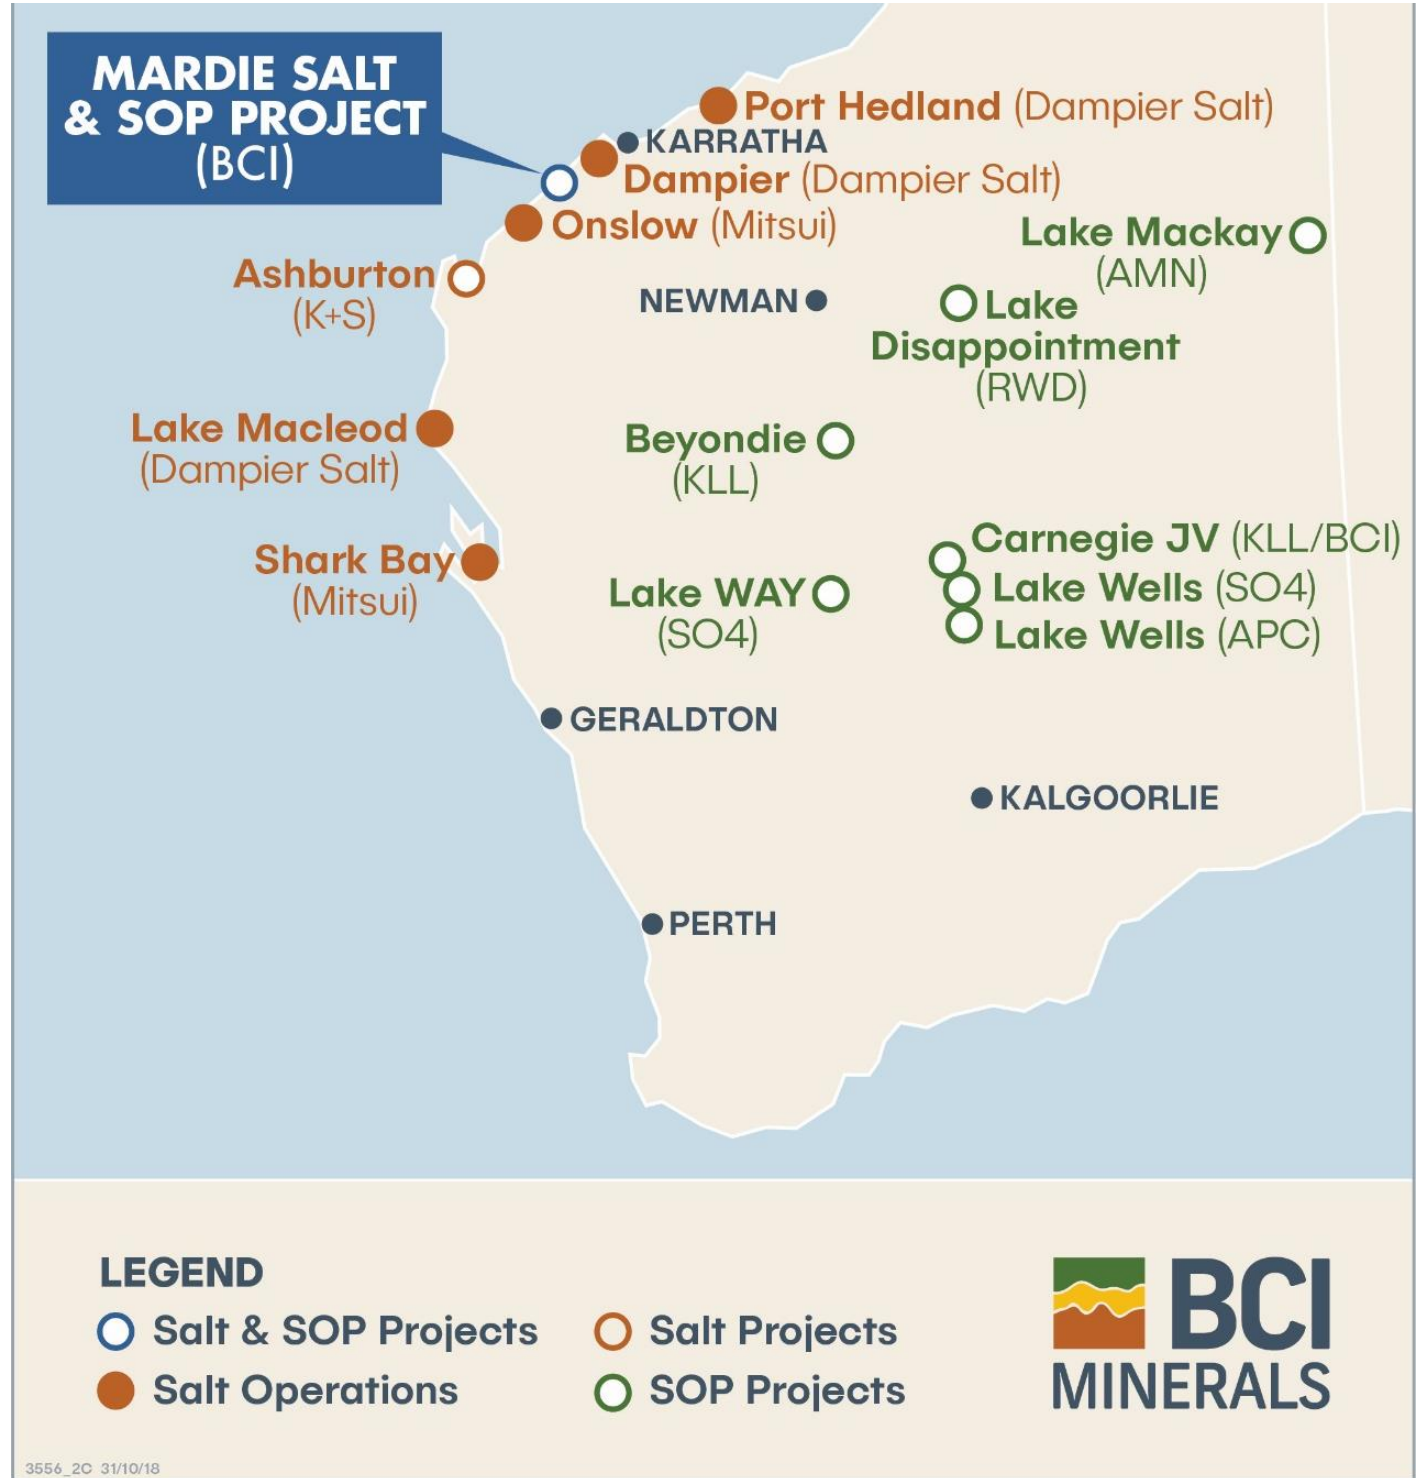 MARDIE SALT
& SOP PROJECT
(BCI)
Port Hedland (Dampier Salt)
KARRATHA
Dampier (Dampier Salt)
Onslow (Mitsui)
Lake Mackay
(AMN)
Ashburton
(K+S)
NEWMAN
Lake
Disappointment
(RWD)
Lake Macleod
(Dampier Salt)
Beyondie
(KLL)
Carnegie JV (KLL/BCI)
Shark Bay
(Mitsui)
Lake WAY
(SO4)
Lake Wells (SO4)
Lake Wells (APC)
GERALDTON
KALGOORLIE
PERTH
LEGEND
Salt & SOP Projects
Salt Projects
Salt Operations
SOP Projects
BCI
MINERALS
3556_2C 31/10/18